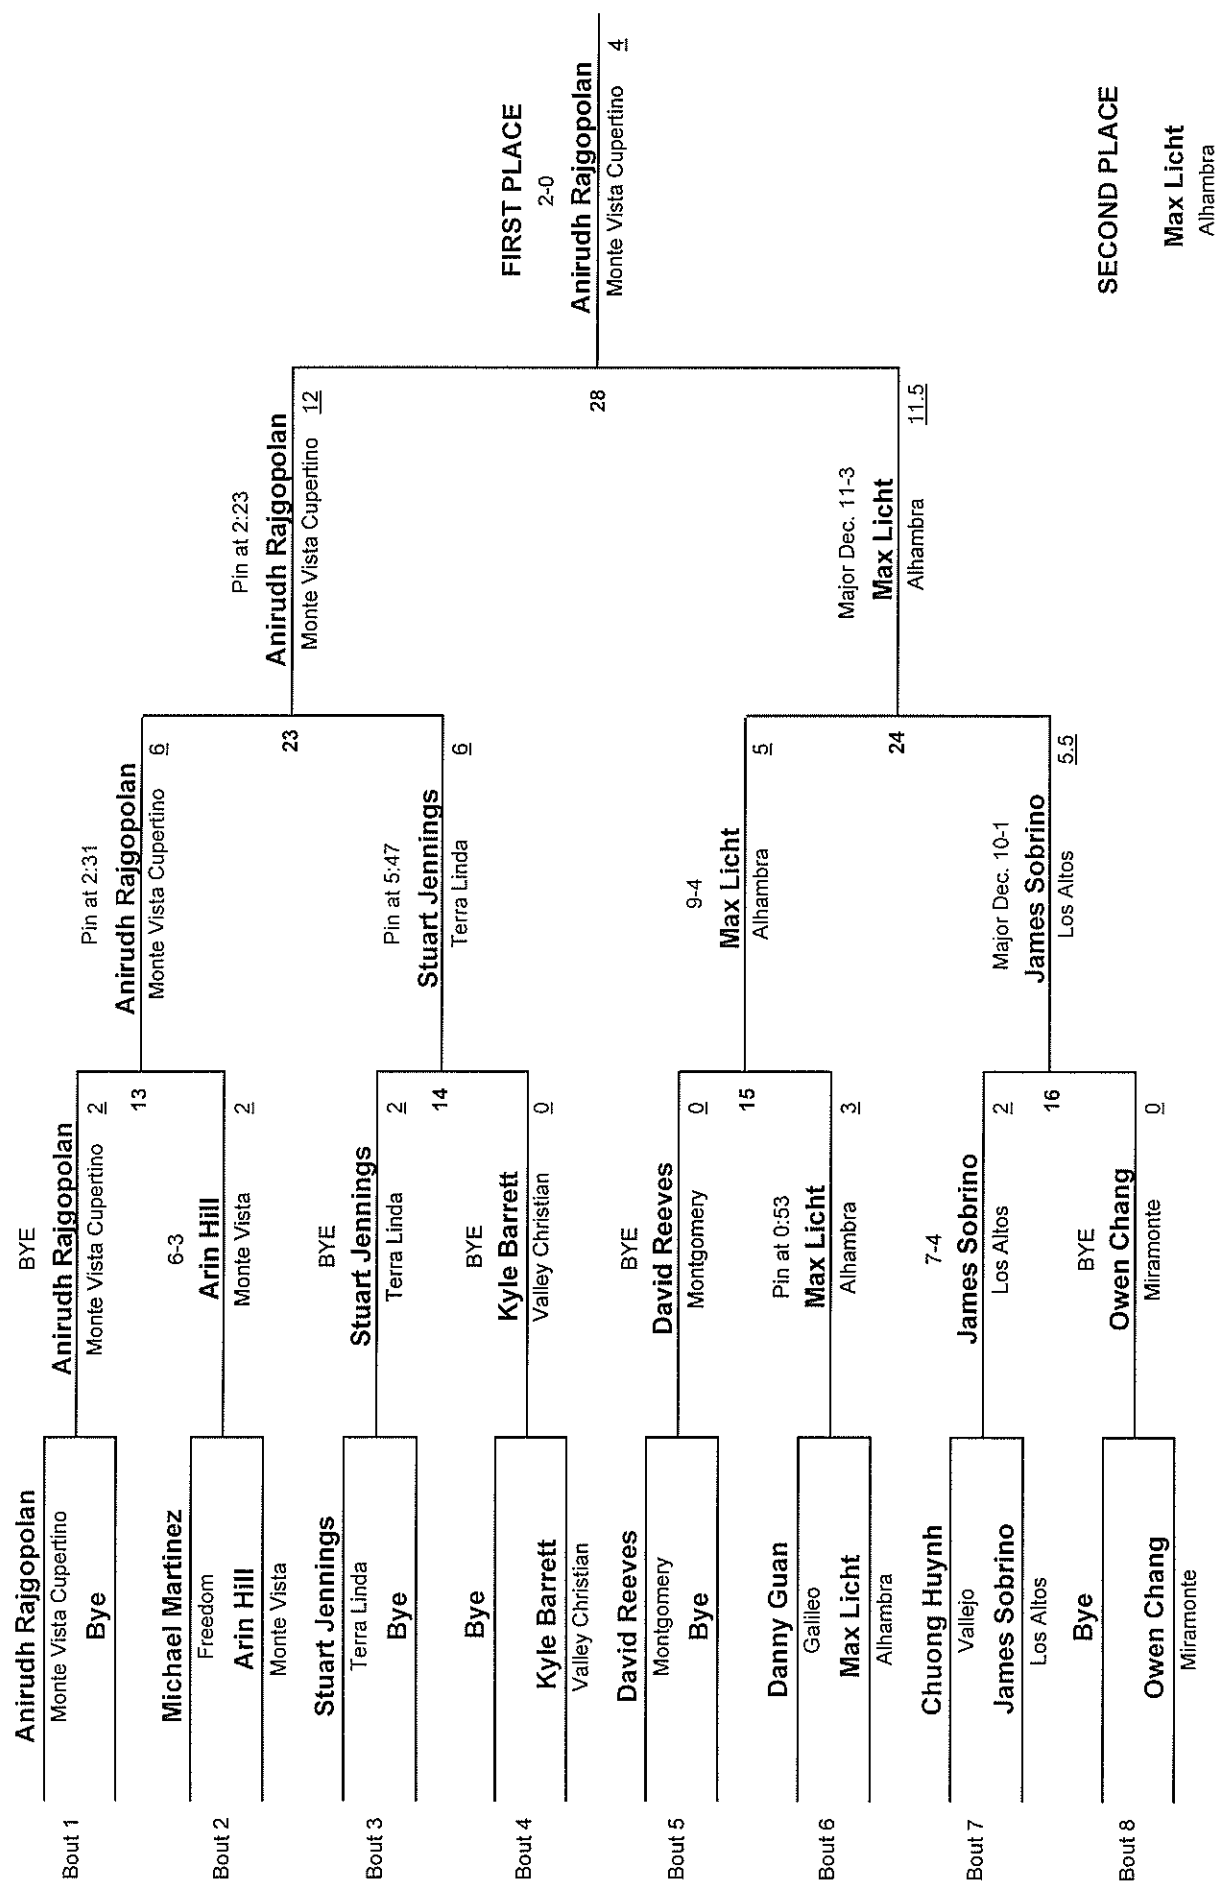 Bout 1
Anirudh Rajgopolan
Monte Vista Cupertino
Bye
Bout 2
Michael Martinez
Freedom
Arin Hill
Monte Vista
Bout 3
Stuart Jennings
Terra Linda
Bye
Bout 4
Bye
Kyle Barrett
Valley Christian
Bout 5
David Reeves
Montgomery
Bye
Bout 6
Danny Guan
Galileo
Max Licht
Alhambra
Bout 7
Chuong Huynh
Vallejo
James Sobrino
Los Altos
Bout 8
Bye
Owen Chang
Miramonte
BYE
Anirudh Rajgopolan
Monte Vista Cupertino 2
13
6-3
Arin Hill
Monte Vista 2
BYE
Stuart Jennings
Terra Linda 2
14
BYE
Kyle Barrett
Valley Christian 0
BYE
David Reeves
Montgomery 0
15
Pin at 0:53
Max Licht
Alhambra 3
7-4
James Sobrino
Los Altos 2
16
BYE
Owen Chang
Miramonte 0
Pin at 2:31
Anirudh Rajgopolan
Monte Vista Cupertino 6
23
Pin at 5:47
Stuart Jennings
Terra Linda 6
9-4
Max Licht
Alhambra 5
24
Major Dec. 10-1
James Sobrino
Los Altos 5.5
Pin at 2:23
Anirudh Rajgopolan
Monte Vista Cupertino 12
28
Major Dec. 11-3
Max Licht
Alhambra 11.5
FIRST PLACE
2-0
Anirudh Rajgopolan
Monte Vista Cupertino 4
SECOND PLACE
Max Licht
Alhambra